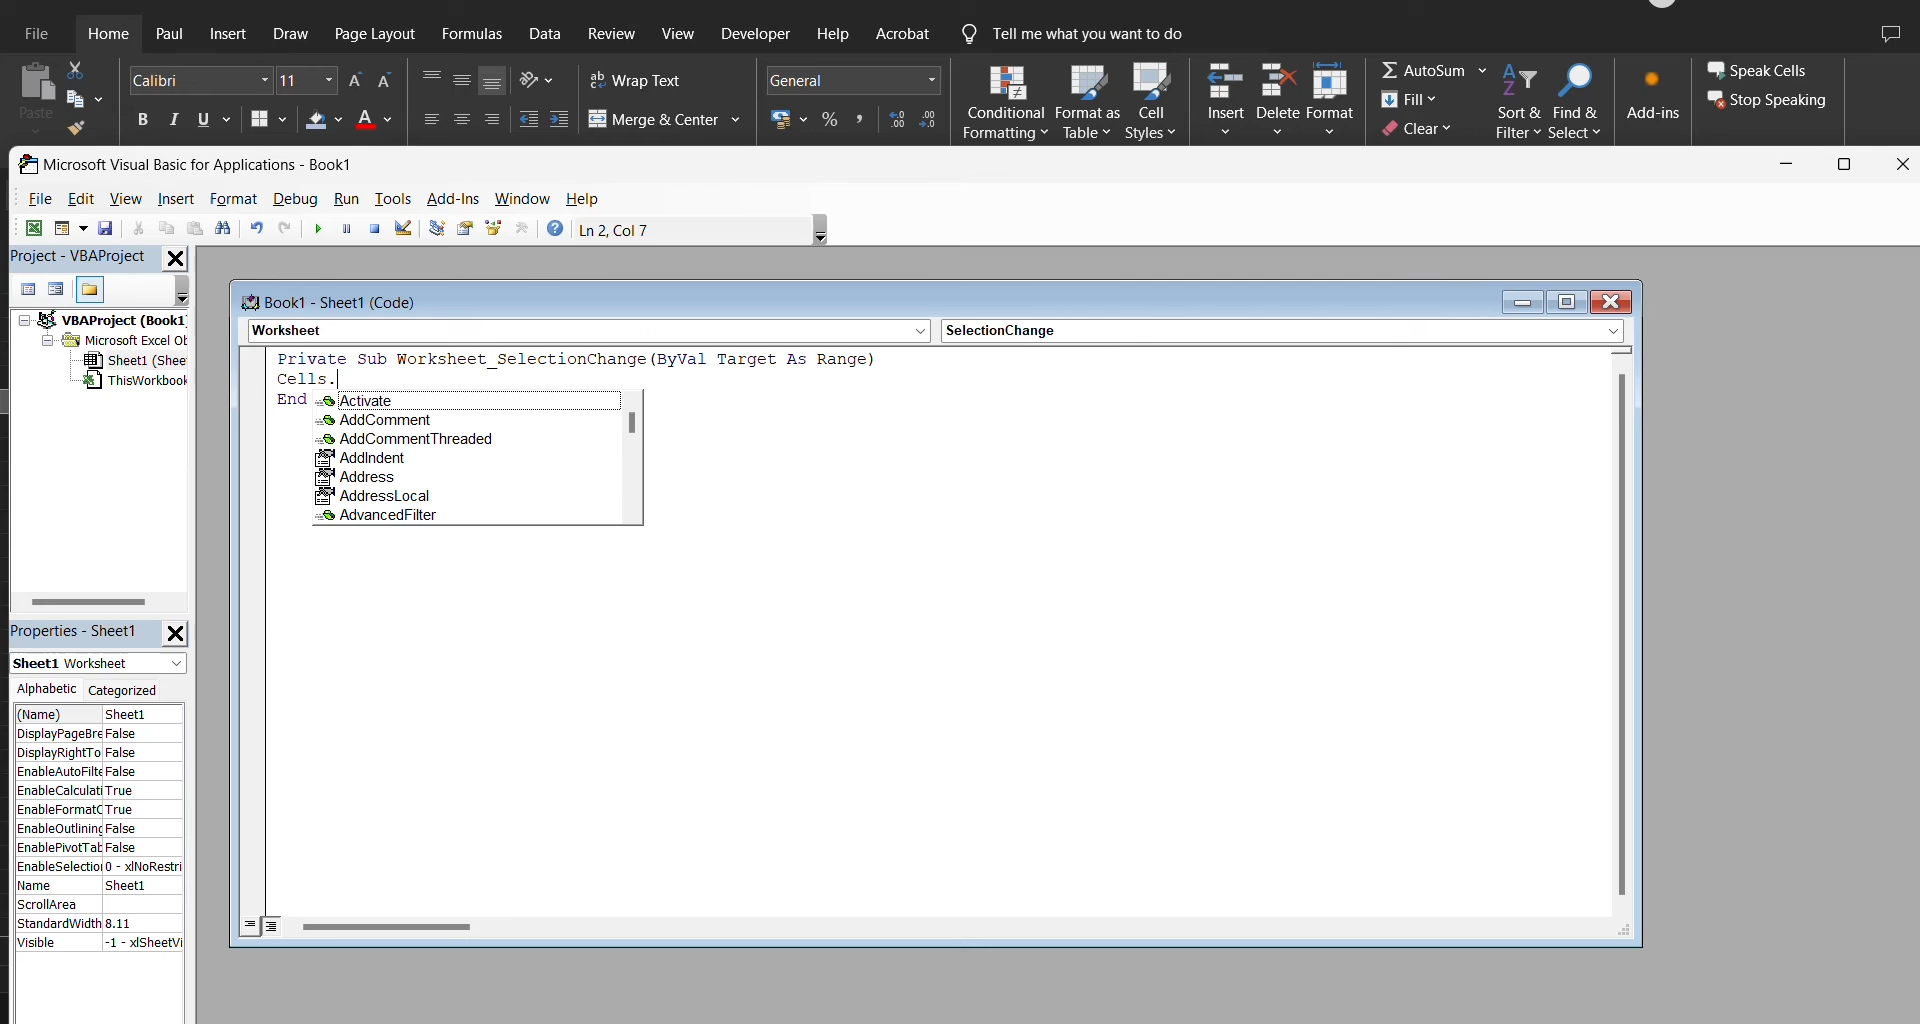 File Home Paul Insert Draw Page Layout Formulas Data Review View Developer Help Acrobat Tell me what you want to do
Calibri 11 Wrap Text General AutoSum Speak Cells
Fill Stop Speaking
Paste B I U A Merge & Center % , Conditional Format as Cell Insert Delete Format Sort & Find & Add-ins
Formatting Table Styles Clear Filter Select
Microsoft Visual Basic for Applications - Book1
File Edit View Insert Format Debug Run Tools Add-Ins Window Help
Ln 2, Col 7
Project - VBAProject
VBAProject (Book1
Microsoft Excel Ob
Sheet1 (Shee
ThisWorkbook
Book1 - Sheet1 (Code)
Worksheet SelectionChange
Private Sub Worksheet_SelectionChange(ByVal Target As Range)
Cells.
End
Activate
AddComment
AddCommentThreaded
AddIndent
Address
AddressLocal
AdvancedFilter
Properties - Sheet1
Sheet1 Worksheet
Alphabetic Categorized
(Name) Sheet1
DisplayPageBre False
DisplayRightTo False
EnableAutoFilte False
EnableCalculati True
EnableFormatC True
EnableOutlining False
EnablePivotTab False
EnableSelection 0 - xlNoRestri
Name Sheet1
ScrollArea
StandardWidth 8.11
Visible -1 - xlSheetVi